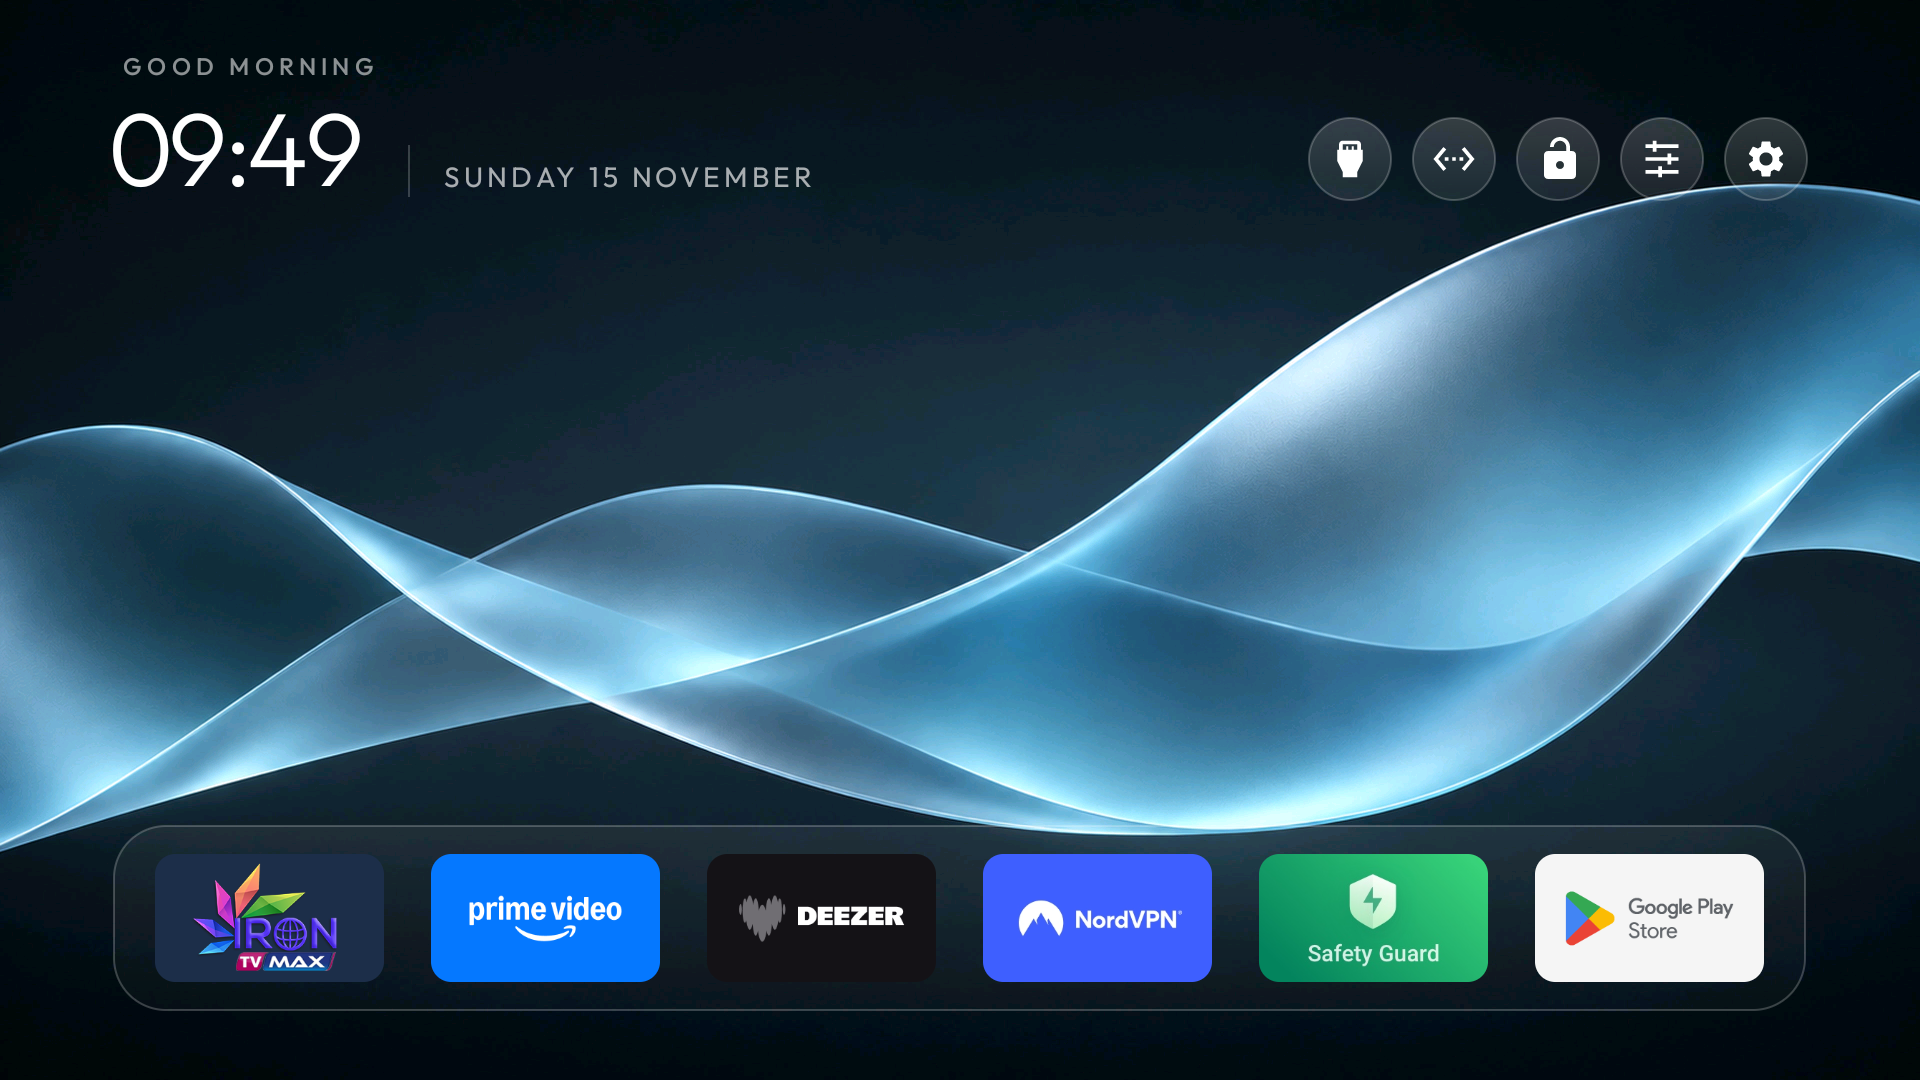 GOOD MORNING
09:49
SUNDAY 15 NOVEMBER
IRON
TV MAX
prime video
DEEZER
NordVPN®
Safety Guard
Google Play
Store